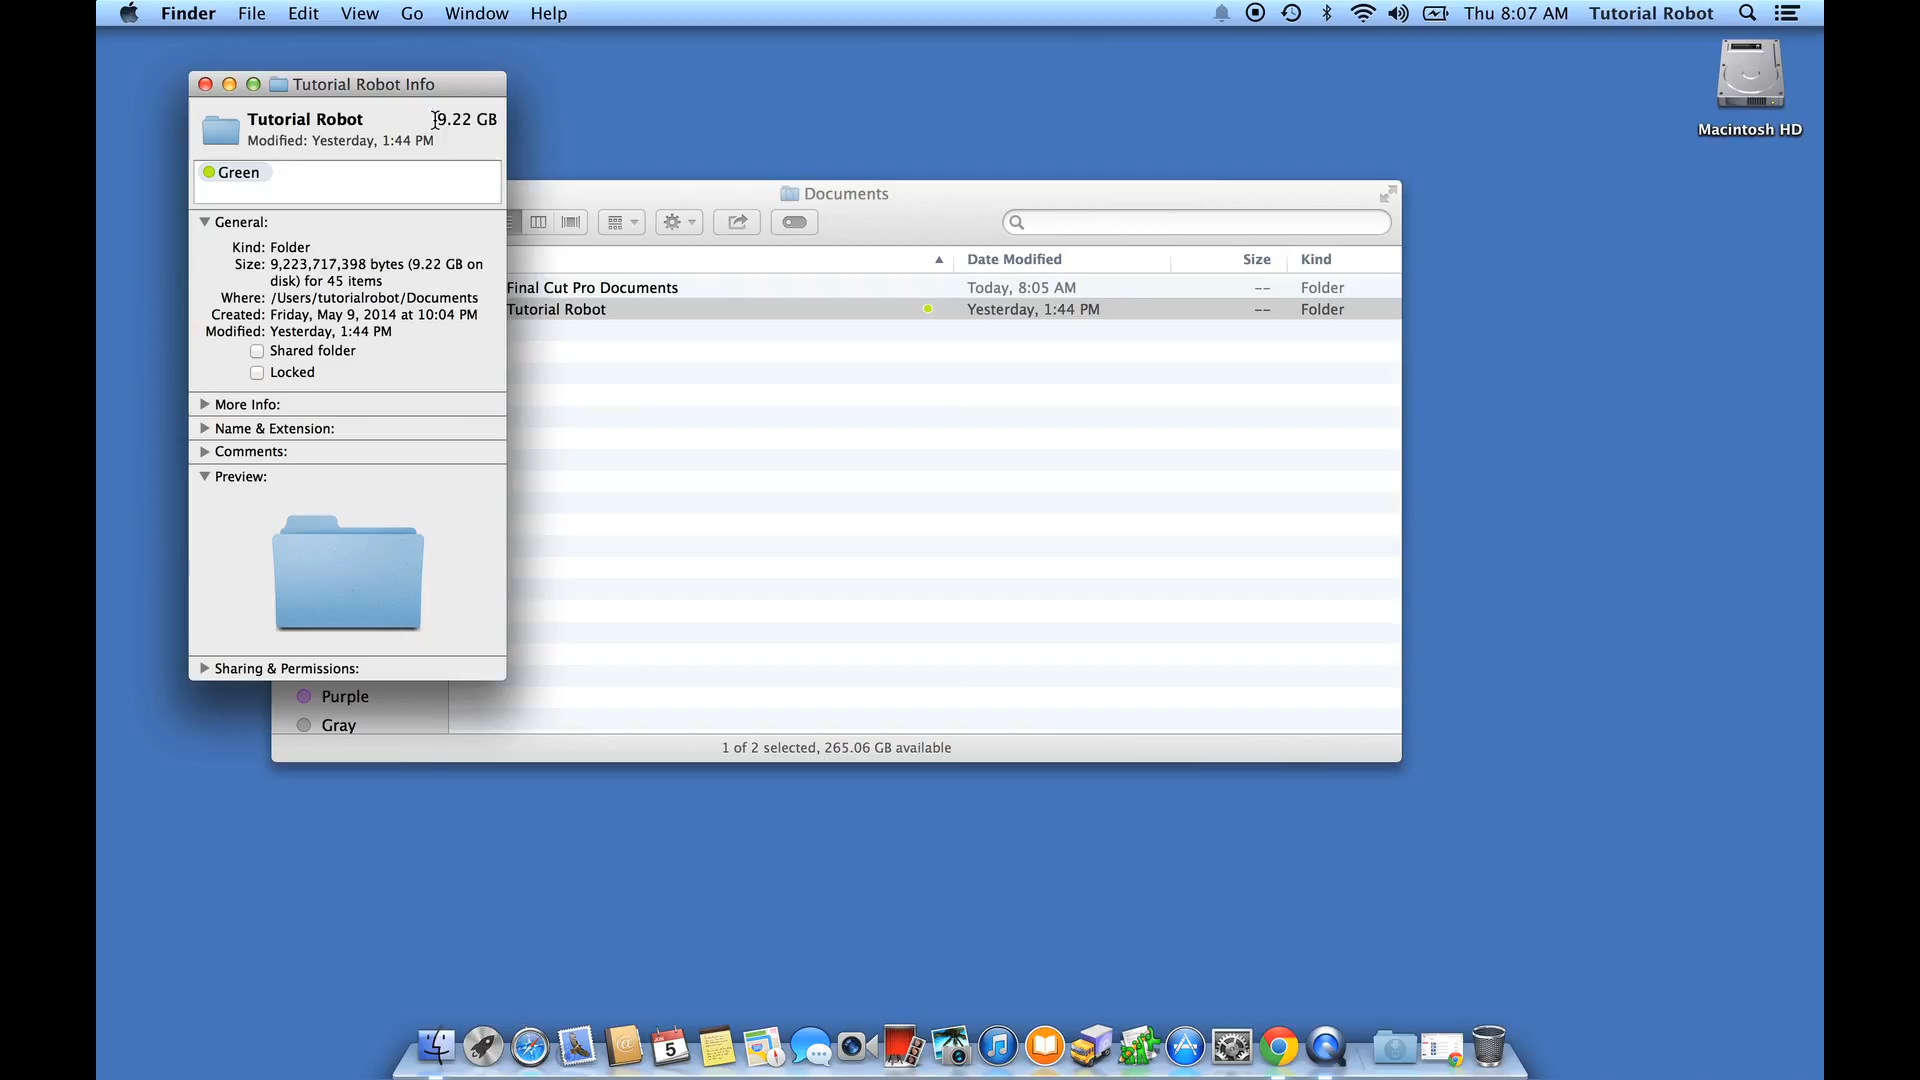 Finder File Edit View Go Window Help Thu 8:07 AM Tutorial Robot
Macintosh HD
Tutorial Robot Info
Tutorial Robot 9.22 GB
Modified: Yesterday, 1:44 PM
Green
General:
Kind: Folder
Size: 9,223,717,398 bytes (9.22 GB on
disk) for 45 items
Where: /Users/tutorialrobot/Documents
Created: Friday, May 9, 2014 at 10:04 PM
Modified: Yesterday, 1:44 PM
Shared folder
Locked
More Info:
Name & Extension:
Comments:
Preview:
Sharing & Permissions:
Documents
Date Modified Size Kind
Final Cut Pro Documents Today, 8:05 AM -- Folder
Tutorial Robot Yesterday, 1:44 PM -- Folder
Purple
Gray
1 of 2 selected, 265.06 GB available
5